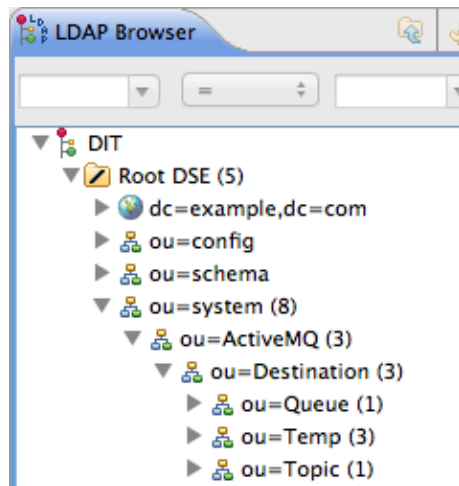 LDAP Browser
=
DIT
Root DSE (5)
dc=example,dc=com
ou=config
ou=schema
ou=system (8)
ou=ActiveMQ (3)
ou=Destination (3)
ou=Queue (1)
ou=Temp (3)
ou=Topic (1)